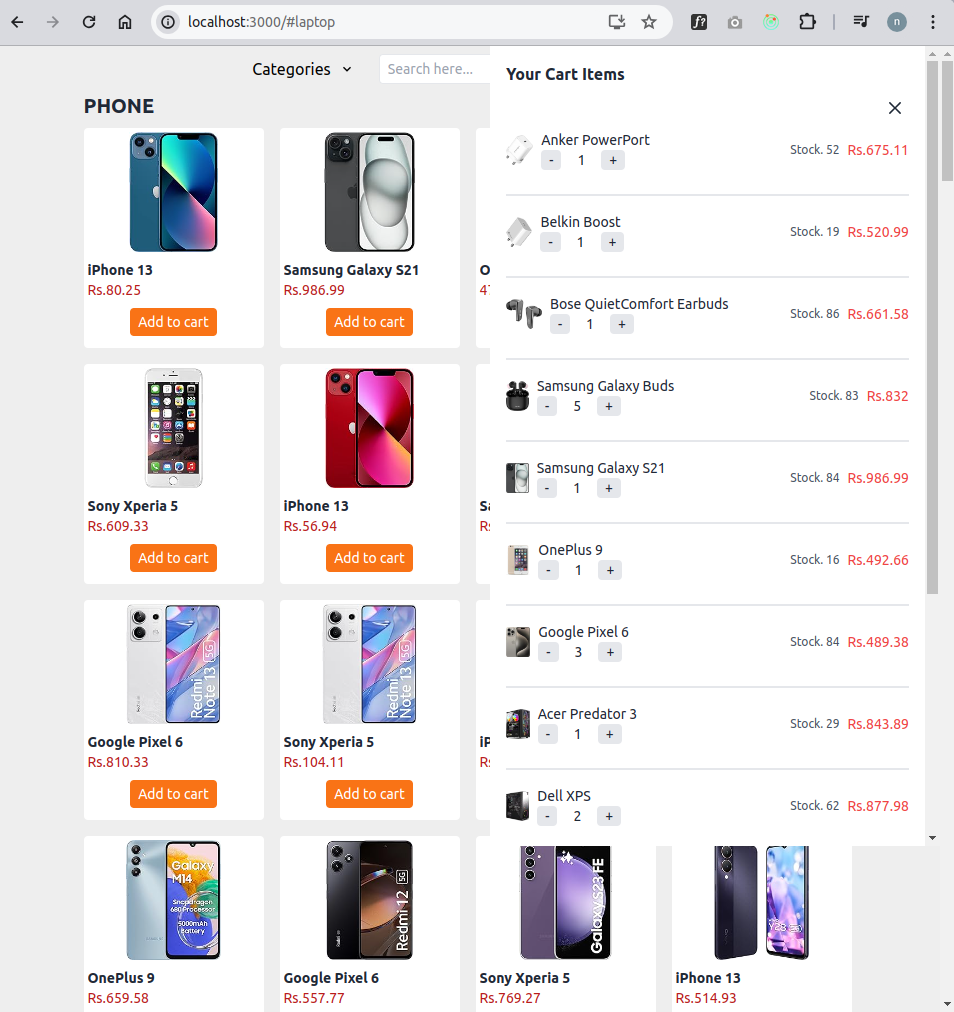 localhost:3000/#laptop
f?
n
Categories
Search here...
PHONE
iPhone 13
Rs.80.25
Add to cart
Samsung Galaxy S21
Rs.986.99
Add to cart
Sony Xperia 5
Rs.609.33
Add to cart
iPhone 13
Rs.56.94
Add to cart
Redmi
Note 13 5G
Google Pixel 6
Rs.810.33
Add to cart
Redmi
Note 13 5G
Sony Xperia 5
Rs.104.11
Add to cart
Galaxy
M14
Snapdragon
680 Processor
5000mAh
Battery
OnePlus 9
Rs.659.58
Redmi 12 5G
Google Pixel 6
Rs.557.77
Galaxy S23 FE
Sony Xperia 5
Rs.769.27
Y28 5G
iPhone 13
Rs.514.93
Your Cart Items
Anker PowerPort
- 1 +
Stock. 52 Rs.675.11
Belkin Boost
- 1 +
Stock. 19 Rs.520.99
Bose QuietComfort Earbuds
- 1 +
Stock. 86 Rs.661.58
Samsung Galaxy Buds
- 5 +
Stock. 83 Rs.832
Samsung Galaxy S21
- 1 +
Stock. 84 Rs.986.99
OnePlus 9
- 1 +
Stock. 16 Rs.492.66
Google Pixel 6
- 3 +
Stock. 84 Rs.489.38
Acer Predator 3
- 1 +
Stock. 29 Rs.843.89
Dell XPS
- 2 +
Stock. 62 Rs.877.98